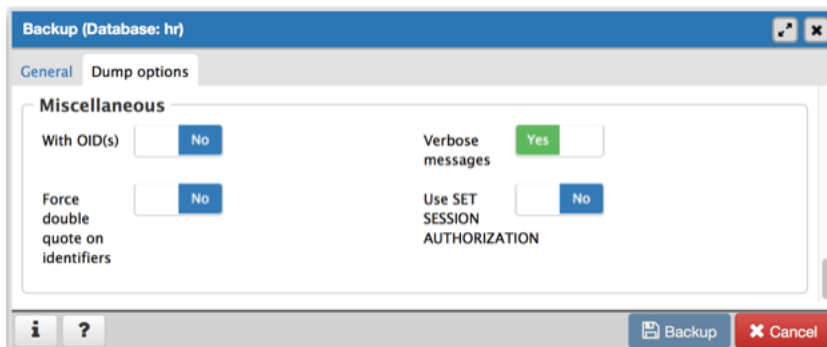 Backup (Database: hr)
General
Dump options
Miscellaneous
With OID(s)
No
Verbose
messages
Yes
Force
double
quote on
identifiers
No
Use SET
SESSION
AUTHORIZATION
No
i
?
Backup
Cancel